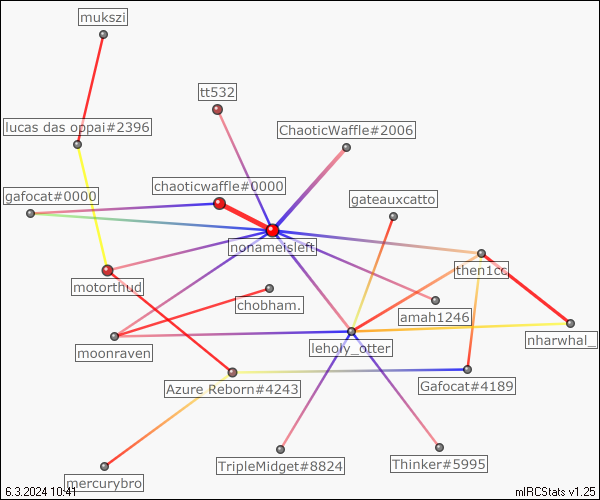 mukszi
tt532
lucas das oppai#2396
ChaoticWaffle#2006
chaoticwaffle#0000
gafocat#0000
gateauxcatto
nonameisleft
then1cc
motorthud
chobham.
amah1246
nharwhal_
moonraven
leholy_otter
Azure Reborn#4243
Gafocat#4189
TripleMidget#8824
Thinker#5995
mercurybro
6.3.2024 10:41
mIRCStats v1.25